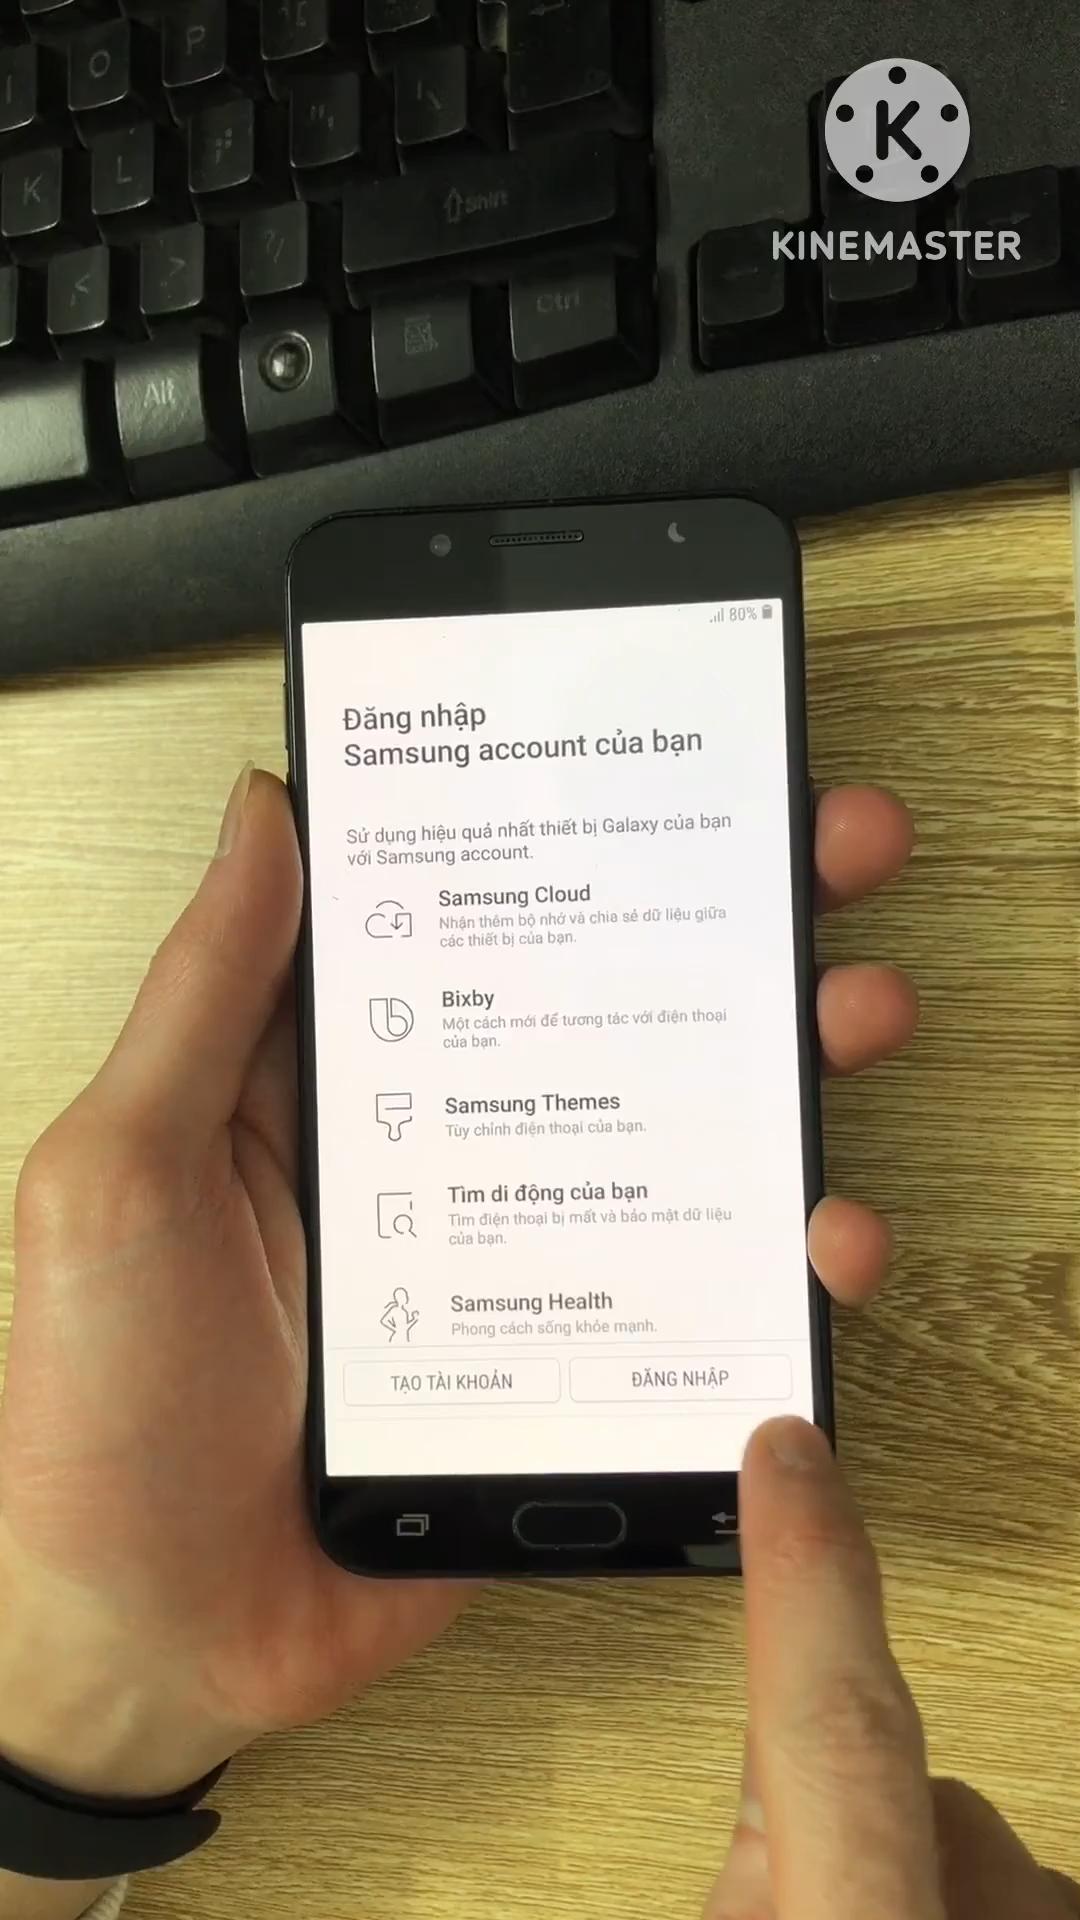 O
P
K
L
Shift
Alt
Ctrl
K
KINEMASTER
80%
Đăng nhập
Samsung account của bạn
Sử dụng hiệu quả nhất thiết bị Galaxy của bạn
với Samsung account.
Samsung Cloud
Nhận thêm bộ nhớ và chia sẻ dữ liệu giữa
các thiết bị của bạn.
Bixby
Một cách mới để tương tác với điện thoại
của bạn.
Samsung Themes
Tùy chỉnh điện thoại của bạn.
Tìm di động của bạn
Tìm điện thoại bị mất và bảo mật dữ liệu
của bạn.
Samsung Health
Phong cách sống khỏe mạnh.
TẠO TÀI KHOẢN
ĐĂNG NHẬP